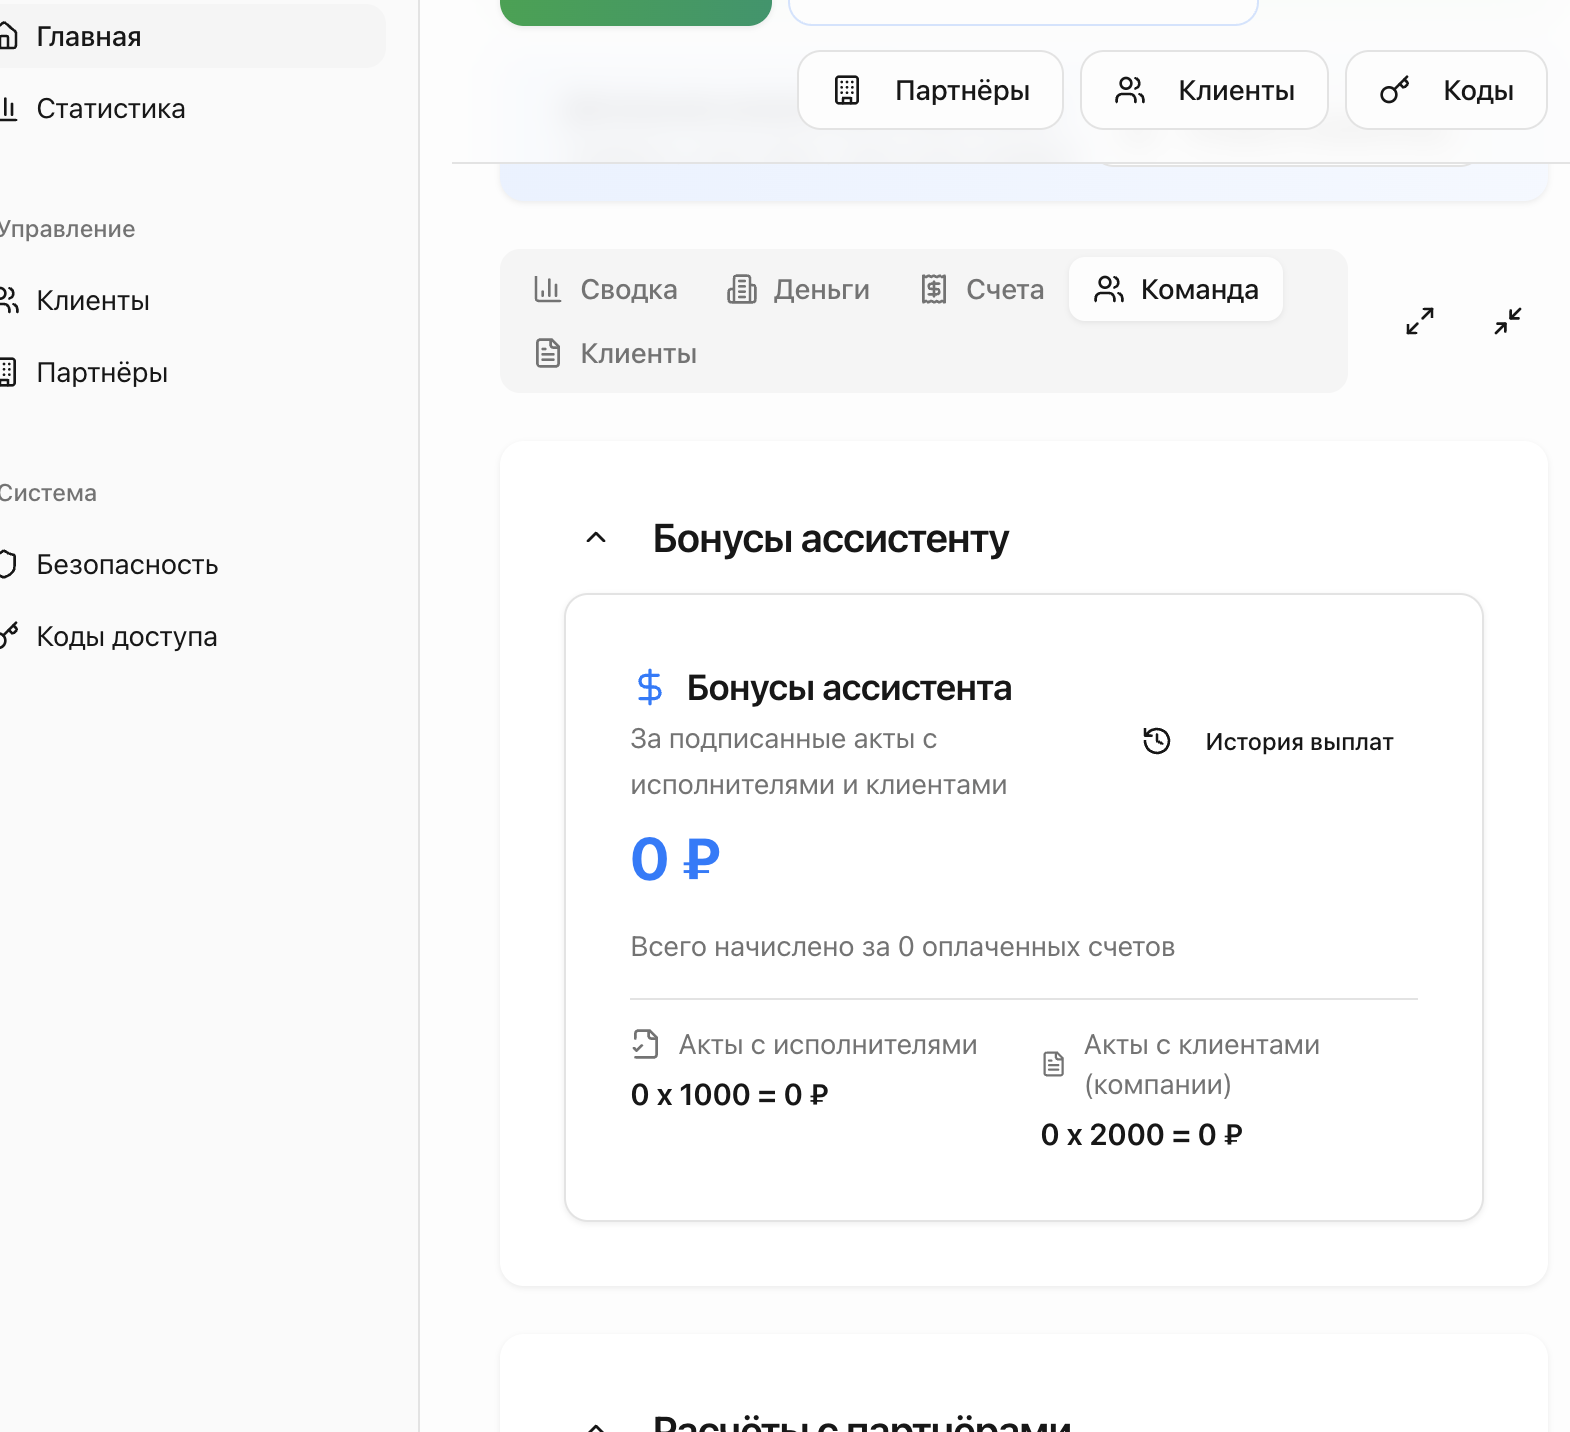 Главная
Статистика
Управление
Клиенты
Партнёры
Система
Безопасность
Коды доступа
Партнёры
Клиенты
Коды
Сводка
Деньги
Счета
Команда
Клиенты
Бонусы ассистенту
Бонусы ассистента
За подписанные акты с
исполнителями и клиентами
История выплат
0 ₽
Всего начислено за 0 оплаченных счетов
Акты с исполнителями
0 x 1000 = 0 ₽
Акты с клиентами
(компании)
0 x 2000 = 0 ₽
Расчёты с партнёрами